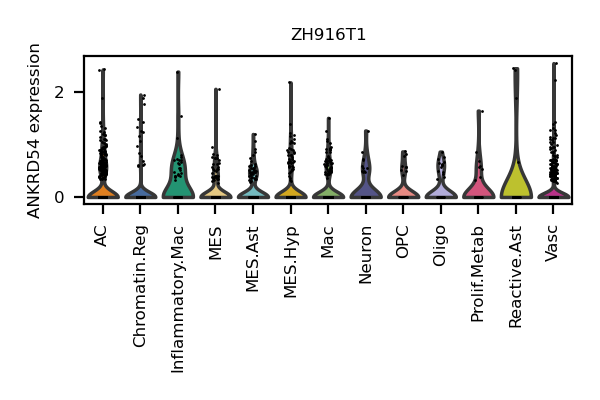 ZH916T1
ANKRD54 expression
2
0
AC
Chromatin.Reg
Inflammatory.Mac
MES
MES.Ast
MES.Hyp
Mac
Neuron
OPC
Oligo
Prolif.Metab
Reactive.Ast
Vasc